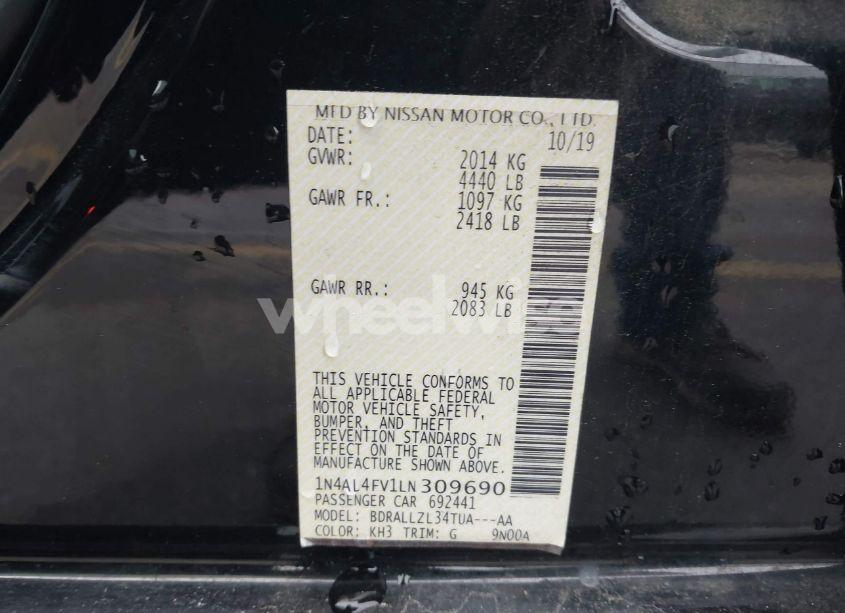 MFD BY NISSAN MOTOR CO., LTD.
DATE: 10/19
GVWR: 2014 KG
4440 LB
GAWR FR.: 1097 KG
2418 LB
GAWR RR.: 945 KG
2083 LB
wheelwise
THIS VEHICLE CONFORMS TO
ALL APPLICABLE FEDERAL
MOTOR VEHICLE SAFETY,
BUMPER, AND THEFT
PREVENTION STANDARDS IN
EFFECT ON THE DATE OF
MANUFACTURE SHOWN ABOVE.
1N4AL4FV1LN309690
PASSENGER CAR 692441
MODEL: BDRALLZL34TUA---AA
COLOR: KH3 TRIM: G 9N00A